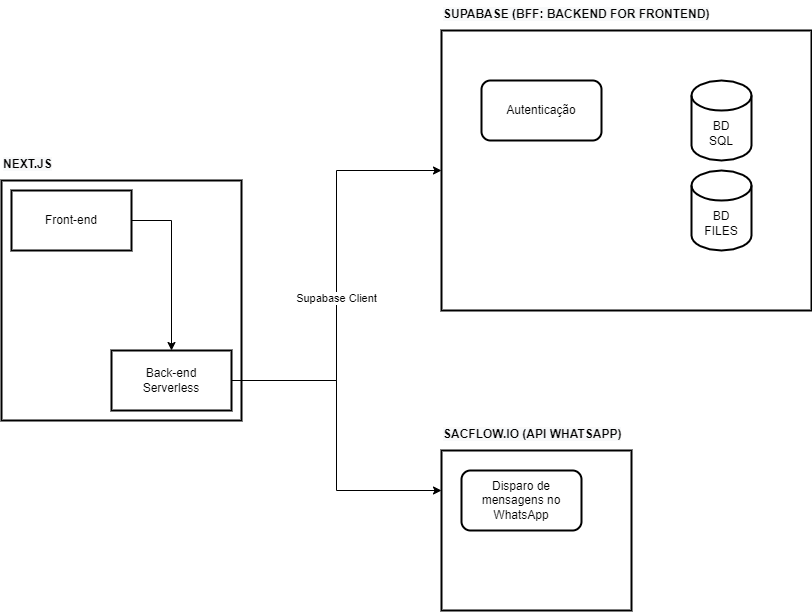 SUPABASE (BFF: BACKEND FOR FRONTEND)
Autenticação
BD
SQL
BD
FILES
NEXT.JS
Front-end
Back-end
Serverless
Supabase Client
SACFLOW.IO (API WHATSAPP)
Disparo de
mensagens no
WhatsApp